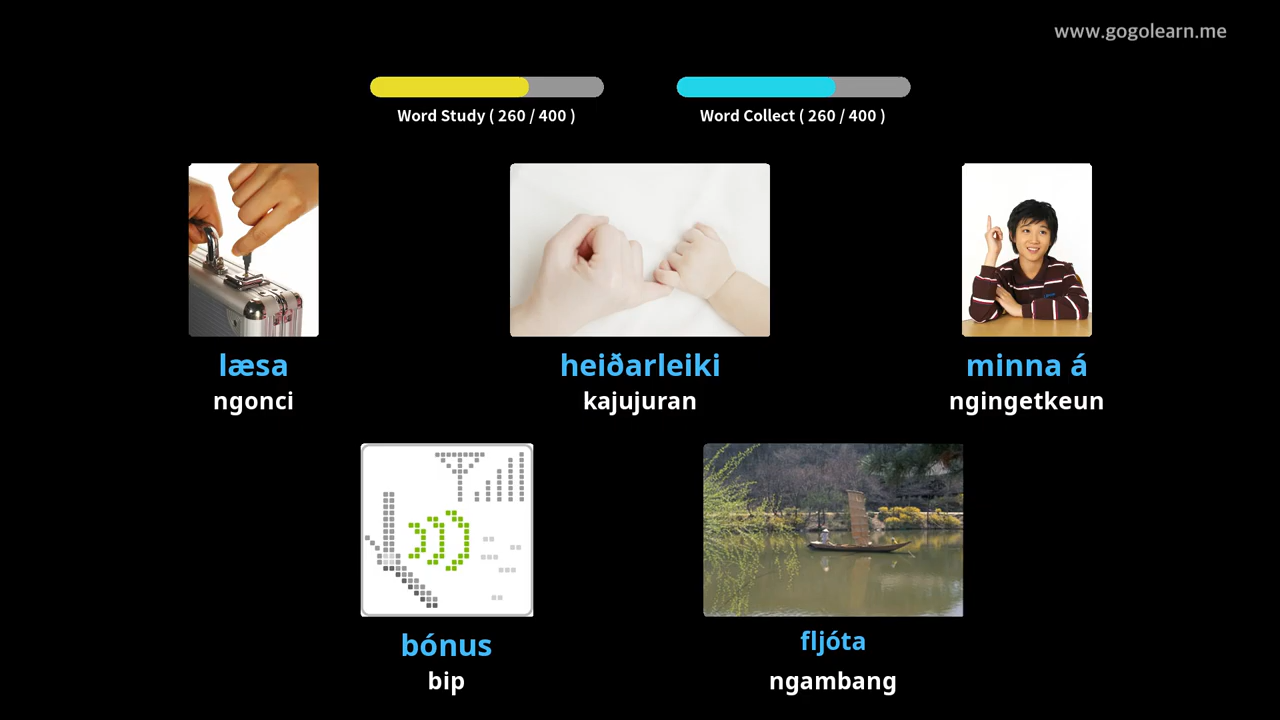 www.gogolearn.me
Word Study ( 260 / 400 )
Word Collect ( 260 / 400 )
læsa
ngonci
heiðarleiki
kajujuran
minna á
ngingetkeun
bónus
bip
fljóta
ngambang